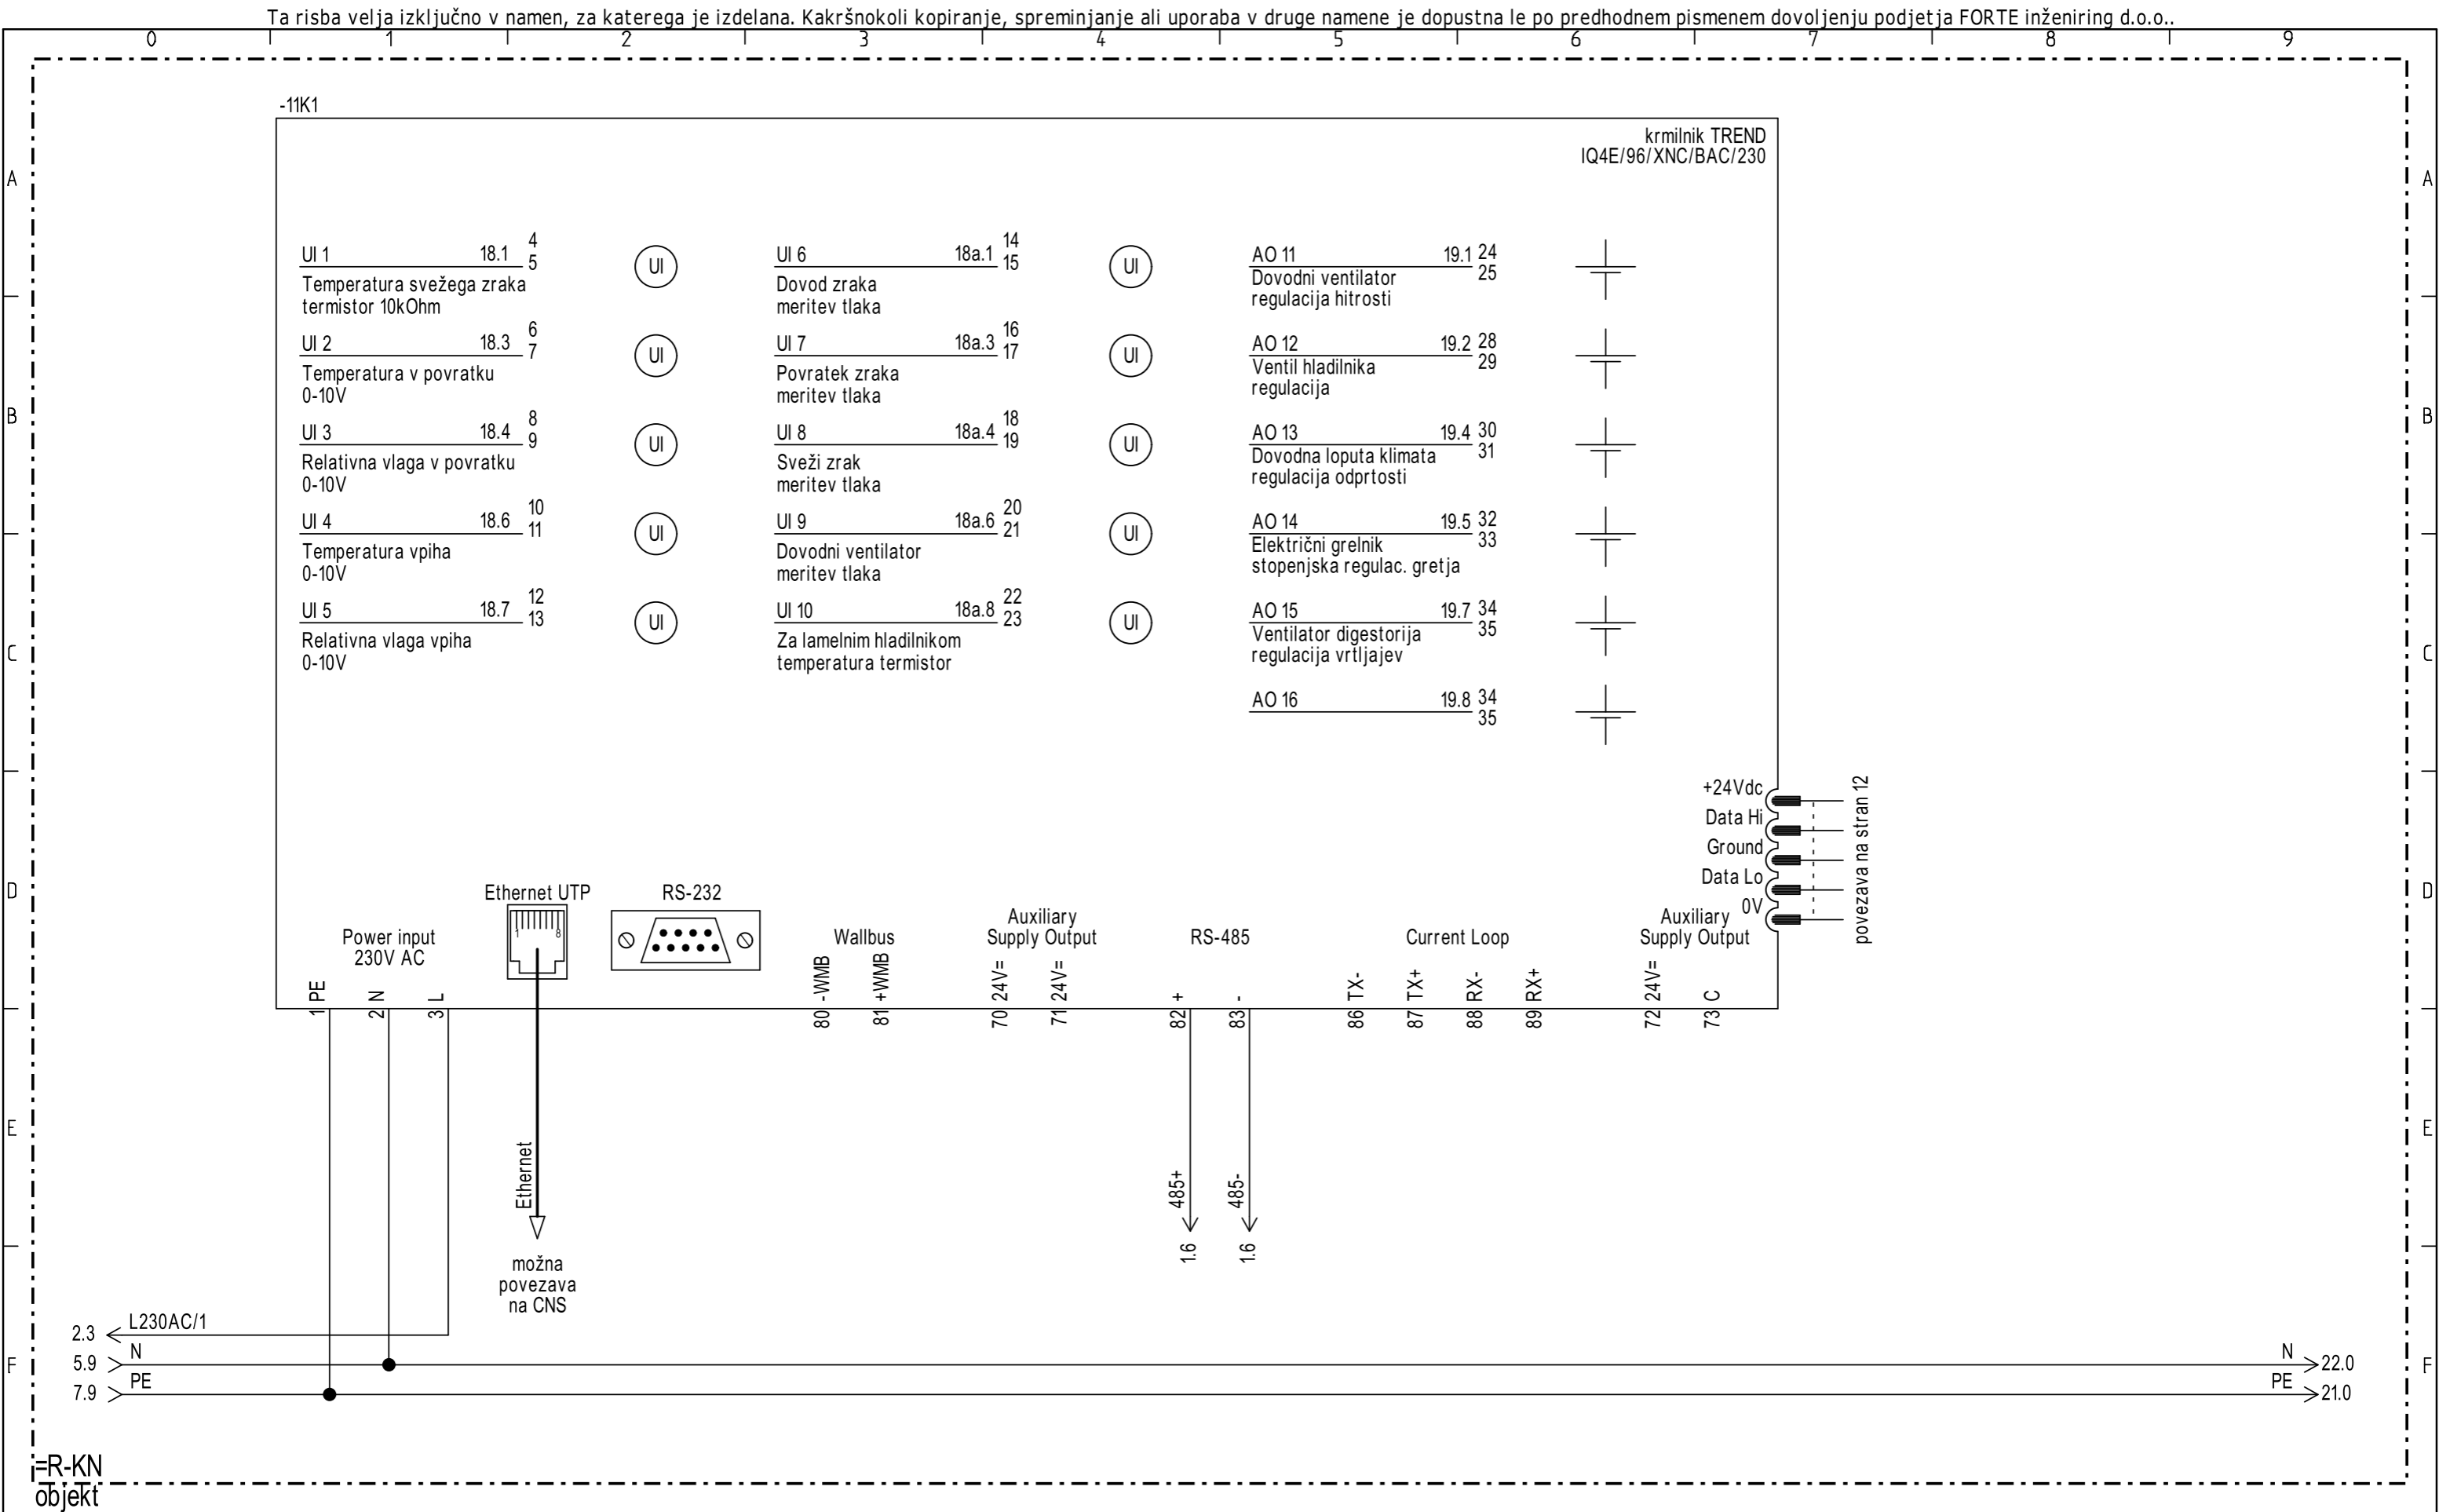 Ta risba velja izključno v namen, za katerega je izdelana. Kakršnokoli kopiranje, spreminjanje ali uporaba v druge namene je dopustna le po predhodnem pismenem dovoljenju podjetja FORTE inženiring d.o.o..
0 1 2 3 4 5 6 7 8 9
-11K1
krmilnik TREND
IQ4E/96/XNC/BAC/230
A A
B B
C C
D D
E E
F F
UI 1 18.1 4
5
Temperatura svežega zraka
termistor 10kOhm
UI
UI 2 18.3 6
7
Temperatura v povratku
0-10V
UI
UI 3 18.4 8
9
Relativna vlaga v povratku
0-10V
UI
UI 4 18.6 10
11
Temperatura vpiha
0-10V
UI
UI 5 18.7 12
13
Relativna vlaga vpiha
0-10V
UI
UI 6 18a.1 14
15
Dovod zraka
meritev tlaka
UI
UI 7 18a.3 16
17
Povratek zraka
meritev tlaka
UI
UI 8 18a.4 18
19
Sveži zrak
meritev tlaka
UI
UI 9 18a.6 20
21
Dovodni ventilator
meritev tlaka
UI
UI 10 18a.8 22
23
Za lamelnim hladilnikom
temperatura termistor
UI
AO 11 19.1 24
25
Dovodni ventilator
regulacija hitrosti
AO 12 19.2 28
29
Ventil hladilnika
regulacija
AO 13 19.4 30
31
Dovodna loputa klimata
regulacija odprtosti
AO 14 19.5 32
33
Električni grelnik
stopenjska regulac. gretja
AO 15 19.7 34
35
Ventilator digestorija
regulacija vrtljajev
AO 16 19.8 34
35
+24Vdc
Data Hi
Ground
Data Lo
0V
povezava na stran 12
Power input
230V AC
Ethernet UTP
1 8
RS-232
Wallbus
Auxiliary
Supply Output
RS-485
Current Loop
Auxiliary
Supply Output
1 PE
2 N
3 L
80 -WMB
81 +WMB
70 24V=
71 24V=
82 +
83 -
86 TX-
87 TX+
88 RX-
89 RX+
72 24V=
73 C
Ethernet
možna
povezava
na CNS
485+
1.6
485-
1.6
2.3 L230AC/1
5.9 N
7.9 PE
N 22.0
PE 21.0
=R-KN
objekt